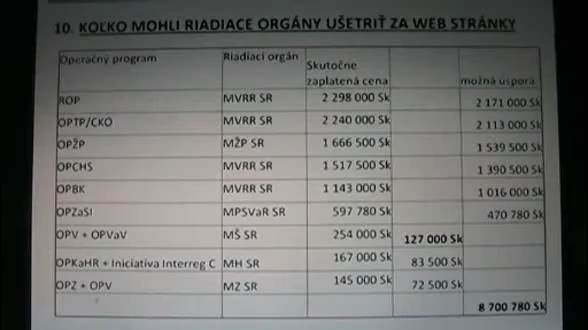 10. KOĽKO MOHLI RIADIACE ORGÁNY UŠETRIŤ ZA WEB STRÁNKY
Operačný program Riadiaci orgán Skutočne zaplatená cena možná úspora
ROP MVRR SR 2 298 000 Sk 2 171 000 Sk
OPTP/CKO MVRR SR 2 240 000 Sk 2 113 000 Sk
OPŽP MŽP SR 1 666 500 Sk 1 539 500 Sk
OPCHS MVRR SR 1 517 500 Sk 1 390 500 Sk
OPBK MVRR SR 1 143 000 Sk 1 016 000 Sk
OPZaSI MPSVaR SR 597 780 Sk 470 780 Sk
OPV + OPVaV MŠ SR 254 000 Sk 127 000 Sk
OPKaHR + Iniciativa Interreg C MH SR 167 000 Sk 83 500 Sk
OPZ + OPV MZ SR 145 000 Sk 72 500 Sk
8 700 780 Sk